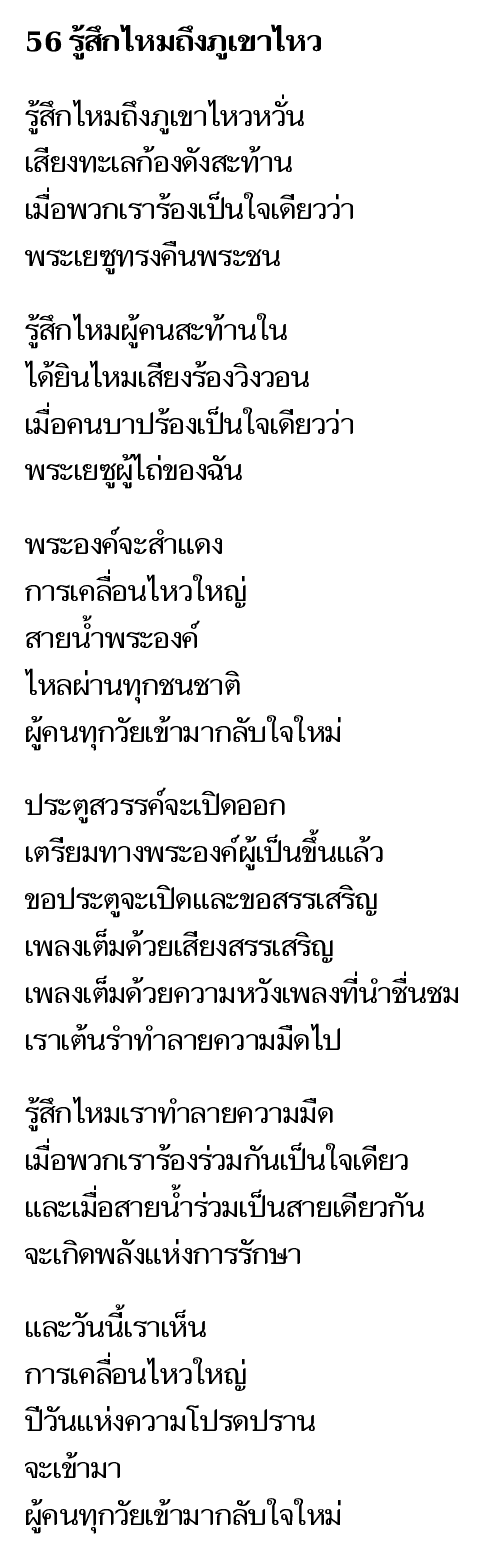 56 รู้สึกไหมถึงภูเขาไหว
รู้สึกไหมถึงภูเขาไหวหวั่น
เสียงทะเลก้องดังสะท้าน
เมื่อพวกเราร้องเป็นใจเดียวว่า
พระเยซูทรงคืนพระชน
รู้สึกไหมผู้คนสะท้านใน
ได้ยินไหมเสียงร้องวิงวอน
เมื่อคนบาปร้องเป็นใจเดียวว่า
พระเยซูผู้ไถ่ของฉัน
พระองค์จะสำแดง
การเคลื่อนไหวใหญ่
สายน้ำพระองค์
ไหลผ่านทุกชนชาติ
ผู้คนทุกวัยเข้ามากลับใจใหม่
ประตูสวรรค์จะเปิดออก
เตรียมทางพระองค์ผู้เป็นขึ้นแล้ว
ขอประตูจะเปิดและขอสรรเสริญ
เพลงเต็มด้วยเสียงสรรเสริญ
เพลงเต็มด้วยความหวังเพลงที่นำชื่นชม
เราเต้นรำทำลายความมืดไป
รู้สึกไหมเราทำลายความมืด
เมื่อพวกเราร้องร่วมกันเป็นใจเดียว
และเมื่อสายน้ำร่วมเป็นสายเดียวกัน
จะเกิดพลังแห่งการรักษา
และวันนี้เราเห็น
การเคลื่อนไหวใหญ่
ปีวันแห่งความโปรดปราน
จะเข้ามา
ผู้คนทุกวัยเข้ามากลับใจใหม่